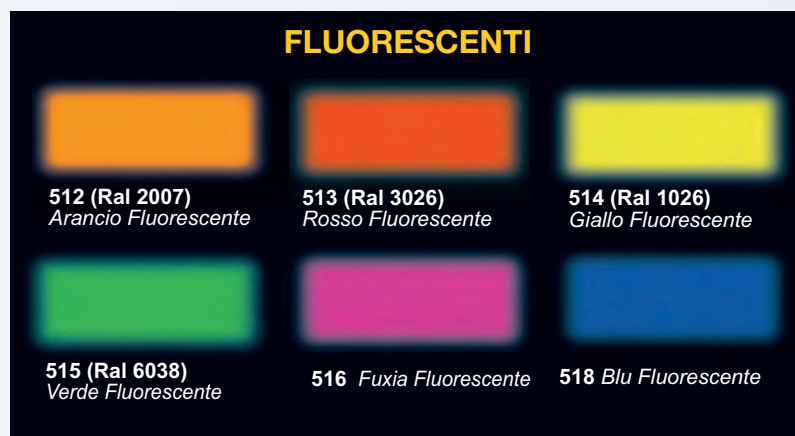 FLUORESCENTI
512 (Ral 2007)
Arancio Fluorescente
513 (Ral 3026)
Rosso Fluorescente
514 (Ral 1026)
Giallo Fluorescente
515 (Ral 6038)
Verde Fluorescente
516 Fuxia Fluorescente
518 Blu Fluorescente